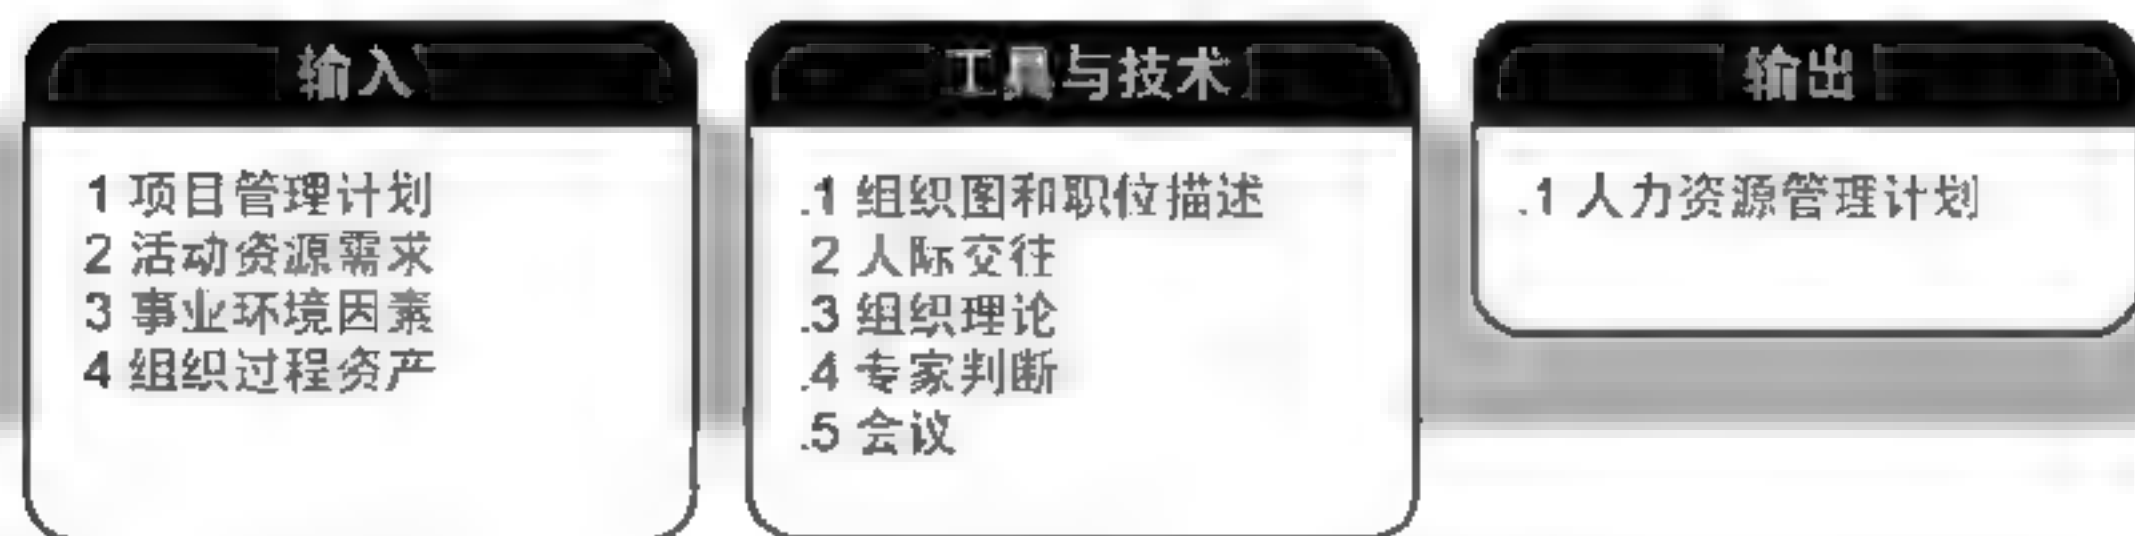 输入
1 项目管理计划
2 活动资源需求
3 事业环境因素
4 组织过程资产
工具与技术
.1 组织图和职位描述
.2 人际交往
.3 组织理论
.4 专家判断
.5 会议
输出
.1 人力资源管理计划